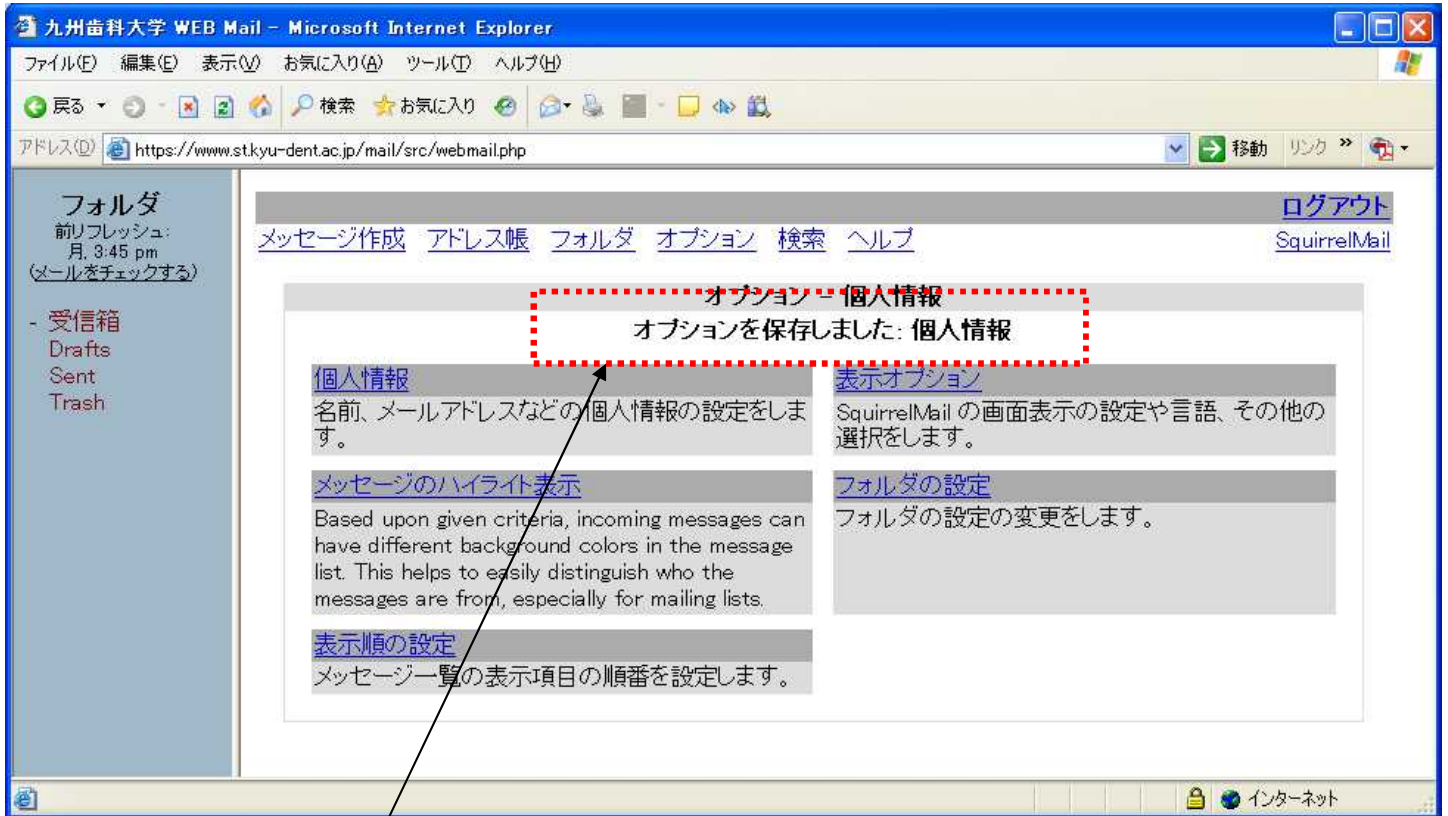 九州歯科大学 WEB Mail - Microsoft Internet Explorer
ファイル(F) 編集(E) 表示(V) お気に入り(A) ツール(T) ヘルプ(H)
戻る 検索 お気に入り
アドレス(D) https://www.st.kyu-dent.ac.jp/mail/src/webmail.php 移動 リンク »
フォルダ
前リフレッシュ:
月, 3:45 pm
(メールをチェックする)
- 受信箱
Drafts
Sent
Trash
ログアウト
メッセージ作成 アドレス帳 フォルダ オプション 検索 ヘルプ SquirrelMail
オプション - 個人情報
オプションを保存しました: 個人情報
個人情報
名前、メールアドレスなどの個人情報の設定をしま
す。
表示オプション
SquirrelMail の画面表示の設定や言語、その他の
選択をします。
メッセージのハイライト表示
Based upon given criteria, incoming messages can
have different background colors in the message
list. This helps to easily distinguish who the
messages are from, especially for mailing lists.
フォルダの設定
フォルダの設定の変更をします。
表示順の設定
メッセージ一覧の表示項目の順番を設定します。
インターネット